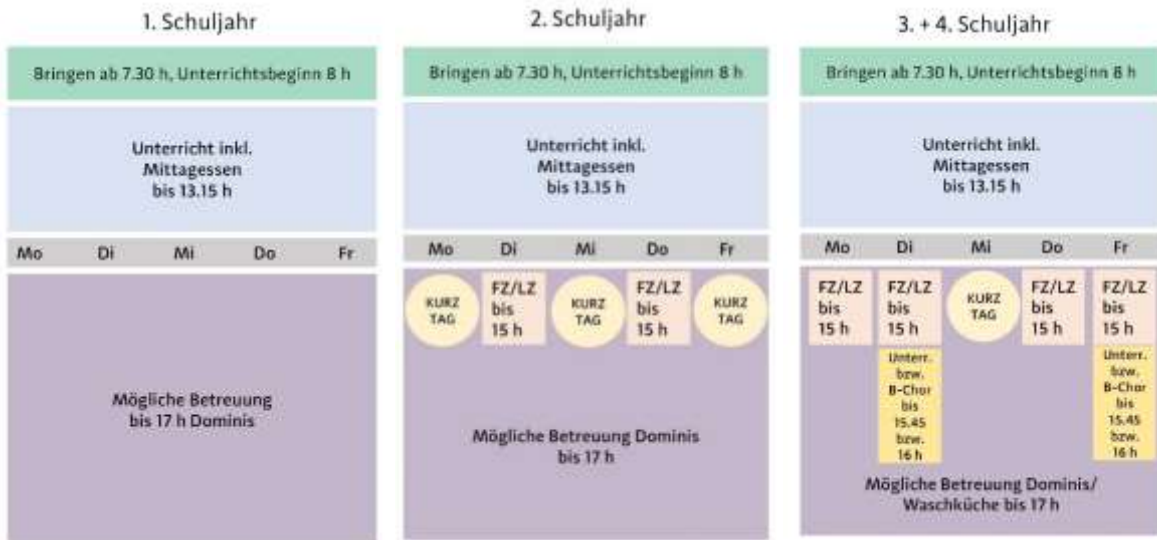 1. Schuljahr
Bringen ab 7.30 h, Unterrichtsbeginn 8 h
Unterricht inkl.
Mittagessen
bis 13.15 h
Mo Di Mi Do Fr
Mögliche Betreuung
bis 17 h Dominis
2. Schuljahr
Bringen ab 7.30 h, Unterrichtsbeginn 8 h
Unterricht inkl.
Mittagessen
bis 13.15 h
Mo Di Mi Do Fr
KURZ
TAG
FZ/LZ
bis
15 h
KURZ
TAG
FZ/LZ
bis
15 h
KURZ
TAG
Mögliche Betreuung Dominis
bis 17 h
3. + 4. Schuljahr
Bringen ab 7.30 h, Unterrichtsbeginn 8 h
Unterricht inkl.
Mittagessen
bis 13.15 h
Mo Di Mi Do Fr
FZ/LZ
bis
15 h
FZ/LZ
bis
15 h
KURZ
TAG
FZ/LZ
bis
15 h
FZ/LZ
bis
15 h
Unterr.
bzw.
B-Chor
bis
15.45
bzw.
16 h
Unterr.
bzw.
B-Chor
bis
15.45
bzw.
16 h
Mögliche Betreuung Dominis/
Waschküche bis 17 h